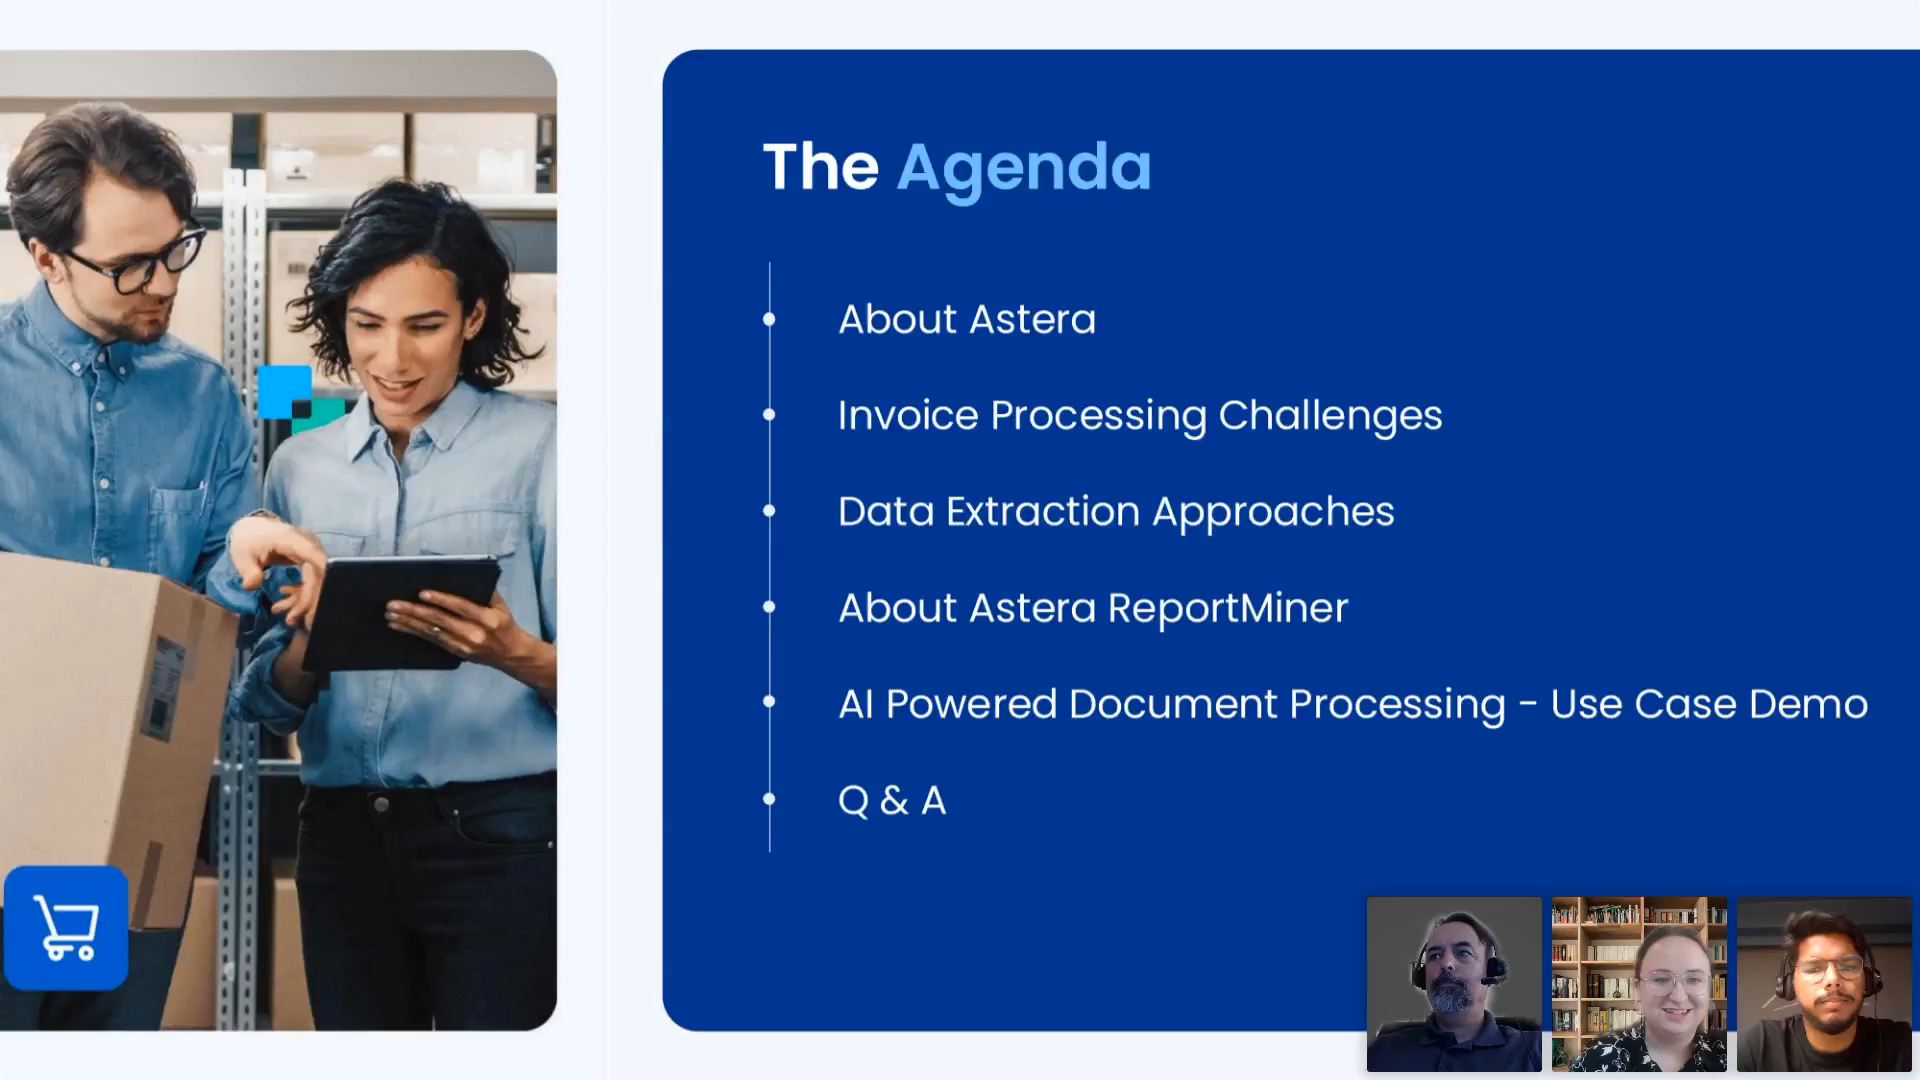 The Agenda
About Astera
Invoice Processing Challenges
Data Extraction Approaches
About Astera ReportMiner
AI Powered Document Processing - Use Case Demo
Q & A